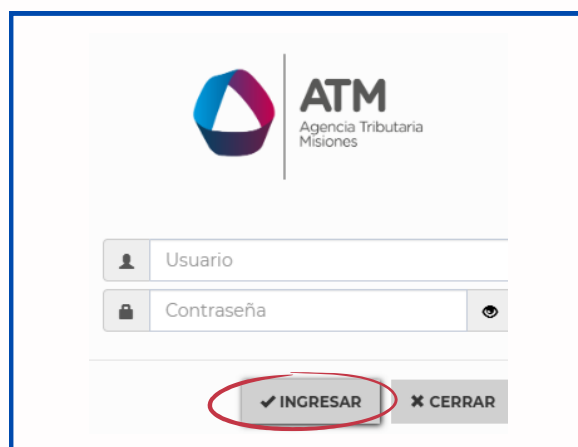 ATM
Agencia Tributaria
Misiones
Usuario
Contraseña
INGRESAR
CERRAR